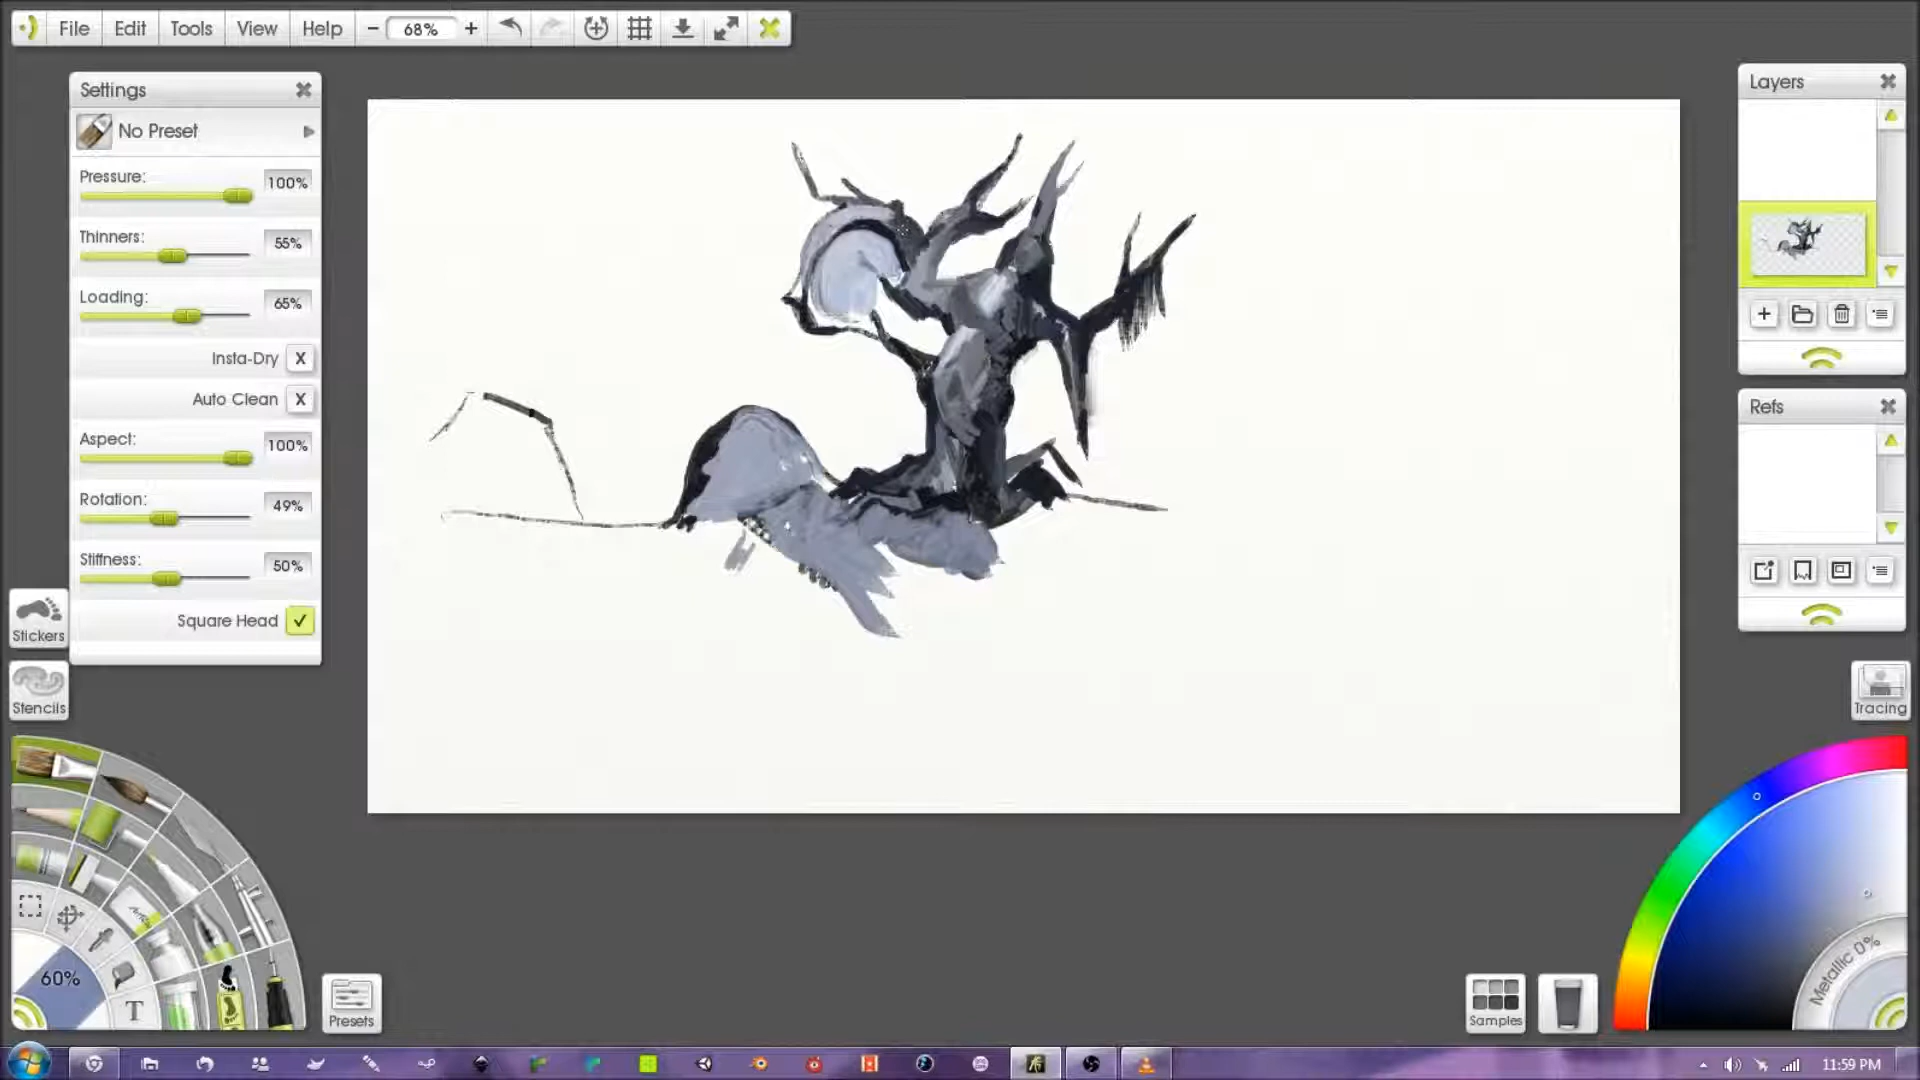 File Edit Tools View Help − 68% +
Settings
No Preset
Pressure: 100%
Thinners: 55%
Loading: 65%
Insta-Dry X
Auto Clean X
Aspect: 100%
Rotation: 49%
Stiffness: 50%
Square Head
Stickers
Stencils
60%
T
Presets
Layers
Refs
Tracing
Metallic 0%
Samples
11:59 PM